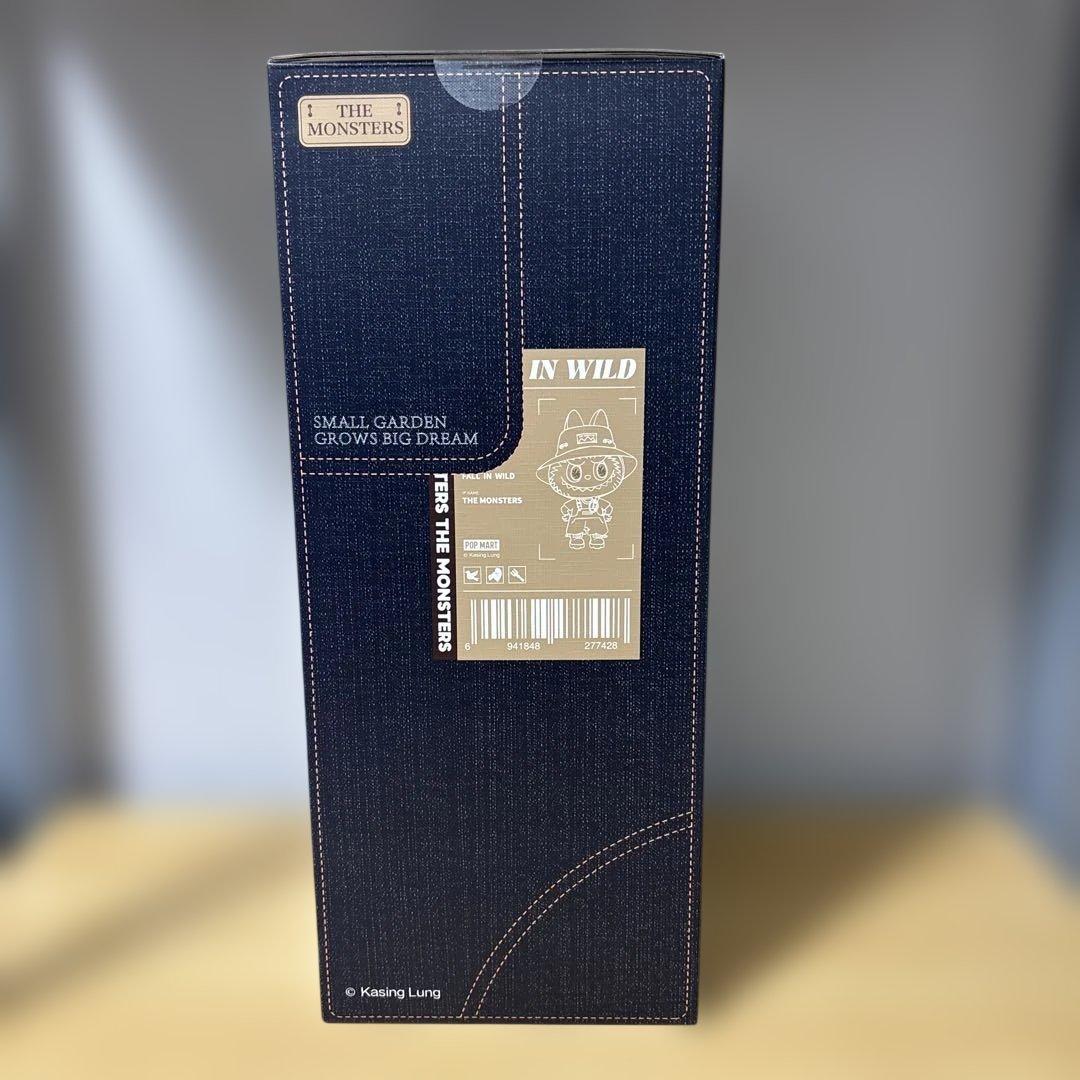 THE
MONSTERS
SMALL GARDEN
GROWS BIG DREAM
IN WILD
FALL IN WILD
THE MONSTERS
POP MART
© Kasing Lung
TERS THE MONSTERS
6 941848 277428
© Kasing Lung